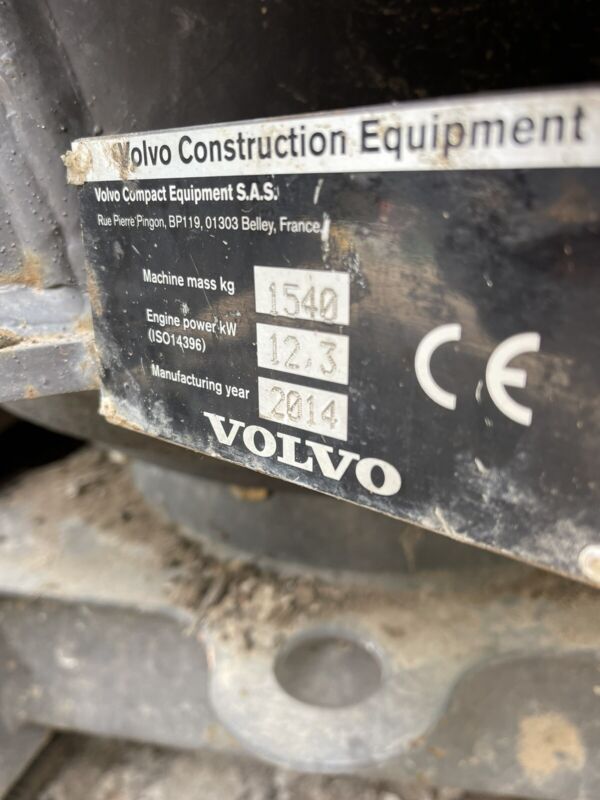 Volvo Construction Equipment
Volvo Compact Equipment S.A.S.
Rue Pierre Pingon, BP119, 01303 Belley, France
Machine mass kg 1540
Engine power kW 12,3
(ISO14396)
Manufacturing year 2014
CE
VOLVO